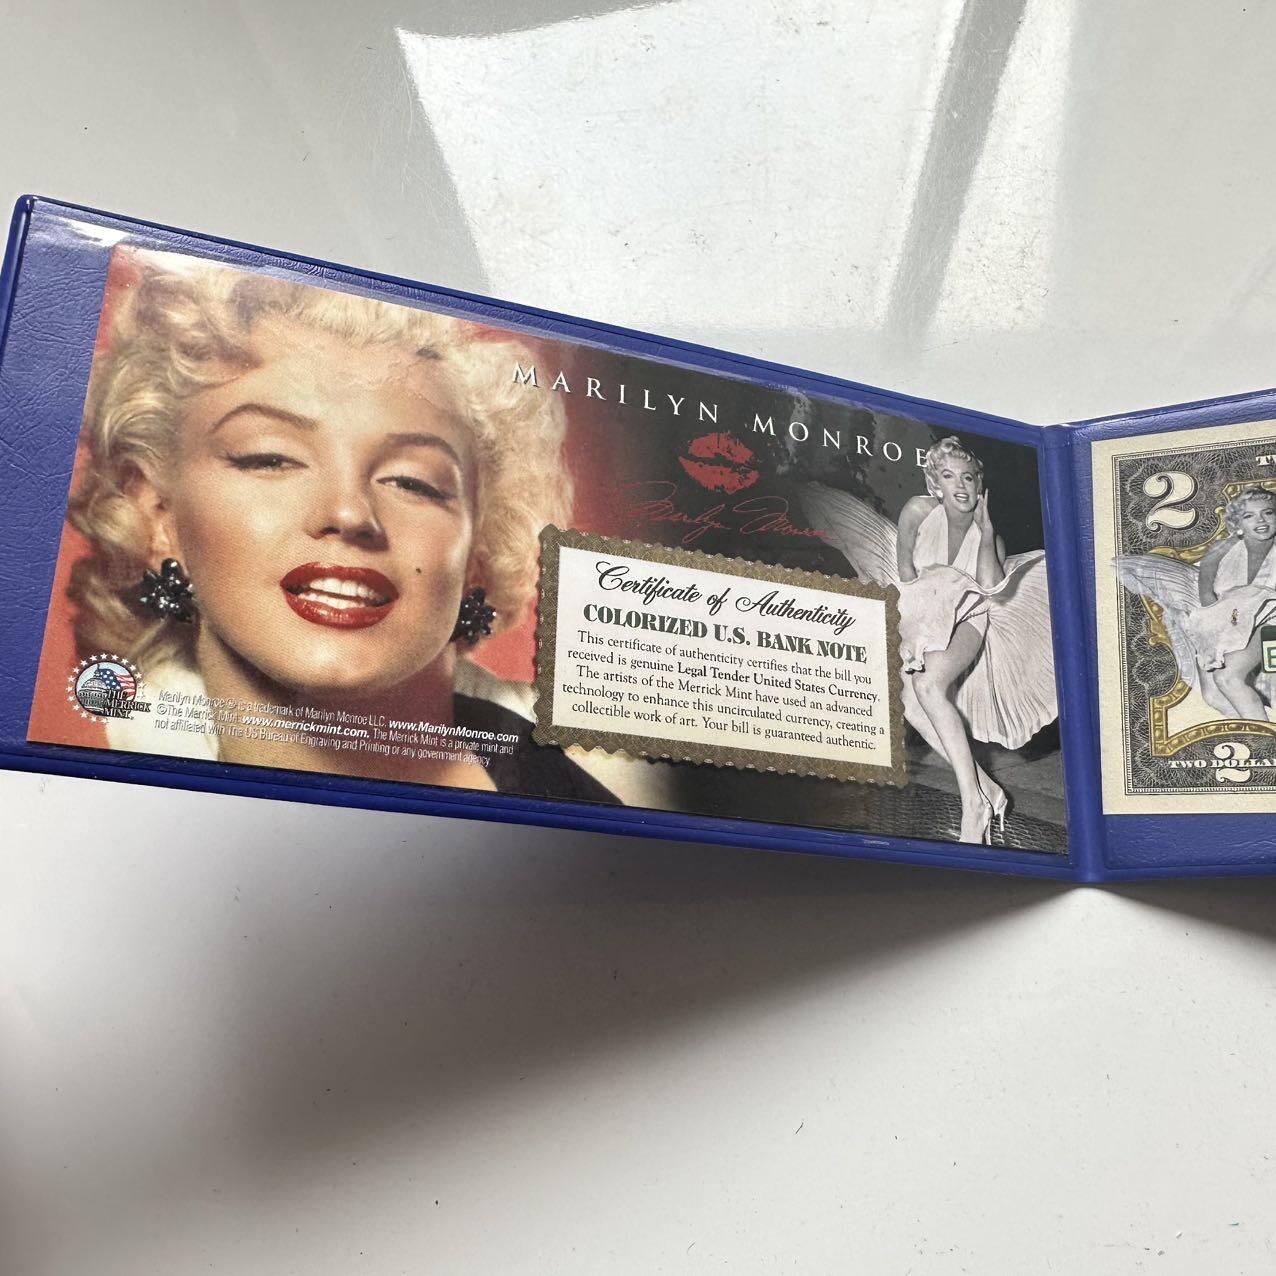 MARILYN MONROE
Marilyn Monroe
Certificate of Authenticity
COLORIZED U.S. BANK NOTE
This certificate of authenticity certifies that the bill you
received is genuine Legal Tender United States Currency.
The artists of the Merrick Mint have used an advanced
technology to enhance this uncirculated currency, creating a
collectible work of art. Your bill is guaranteed authentic.
THE
MERRICK
MINT
Marilyn Monroe ® is a trademark of Marilyn Monroe LLC. www.MarilynMonroe.com
©The Merrick Mint. www.merrickmint.com. The Merrick Mint is a private mint and
not affiliated with The US Bureau of Engraving and Printing or any government agency.
2
TWO DOLLA
2